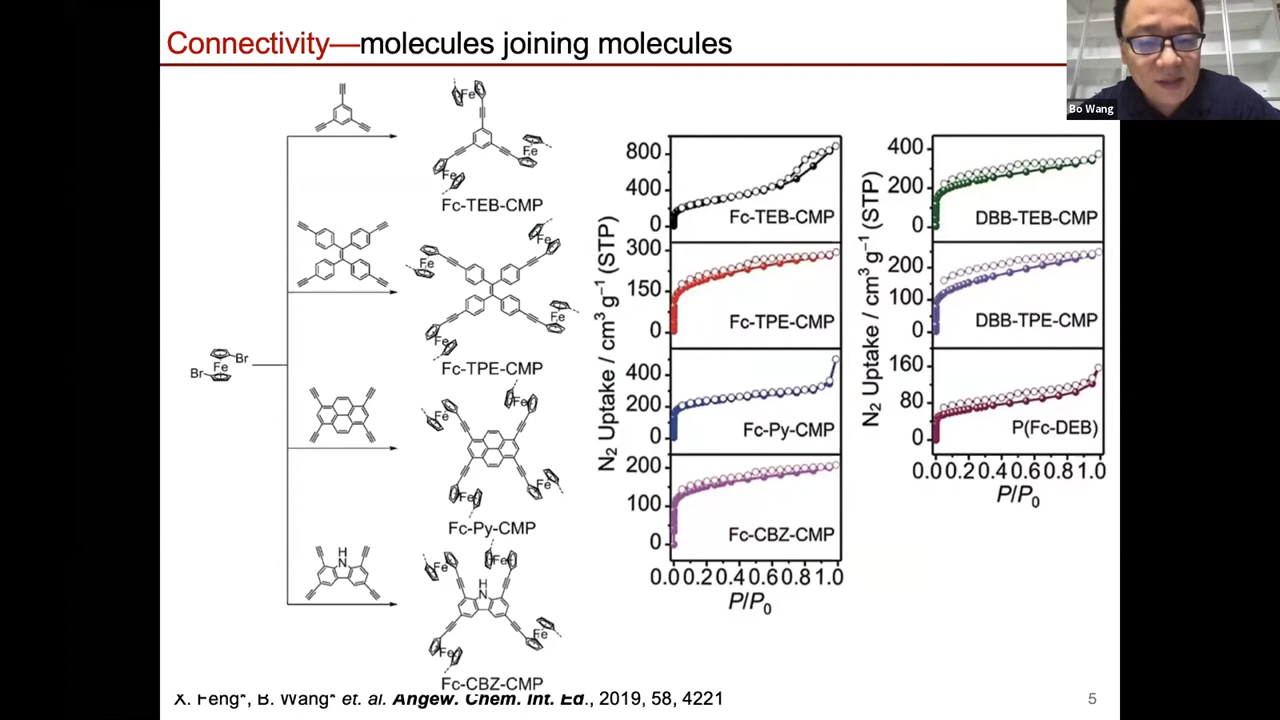 Connectivity—molecules joining molecules
Bo Wang
Fe
Fe
Fe
Fc-TEB-CMP
Fe
Fe
Fe
Fe
Fc-TPE-CMP
Br
Fe
Br
Fe
Fe
Fe
Fe
Fc-Py-CMP
H
N
Fe
Fe
H
N
Fe
Fe
Fc-CBZ-CMP
N2 Uptake / cm3 g-1 (STP)
800
400
0
Fc-TEB-CMP
300
150
0
Fc-TPE-CMP
400
200
0
Fc-Py-CMP
200
100
0
Fc-CBZ-CMP
0.0 0.2 0.4 0.6 0.8 1.0
P/P0
N2 Uptake / cm3 g-1 (STP)
400
200
0
DBB-TEB-CMP
200
100
0
DBB-TPE-CMP
160
80
0
P(Fc-DEB)
0.0 0.2 0.4 0.6 0.8 1.0
P/P0
X. Feng*, B. Wang* et. al. Angew. Chem. Int. Ed., 2019, 58, 4221
5